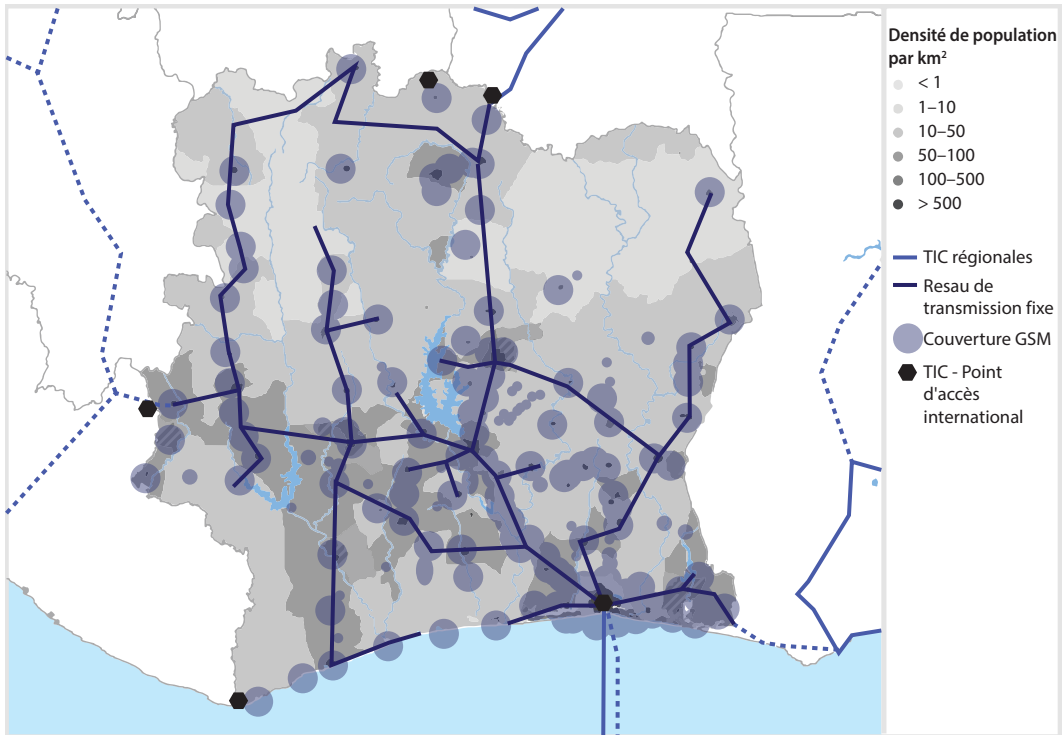 Densité de population
par km²
< 1
1–10
10–50
50–100
100–500
> 500
TIC régionales
Resau de
transmission fixe
Couverture GSM
TIC - Point
d'accès
international